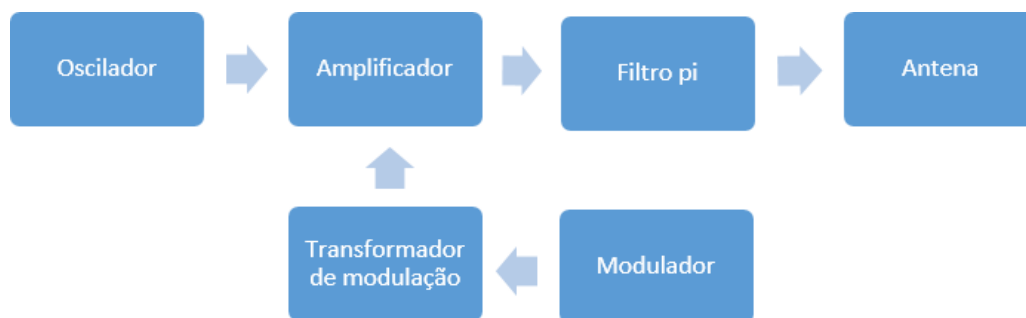 Oscilador
Amplificador
Filtro pi
Antena
Transformador
de modulação
Modulador